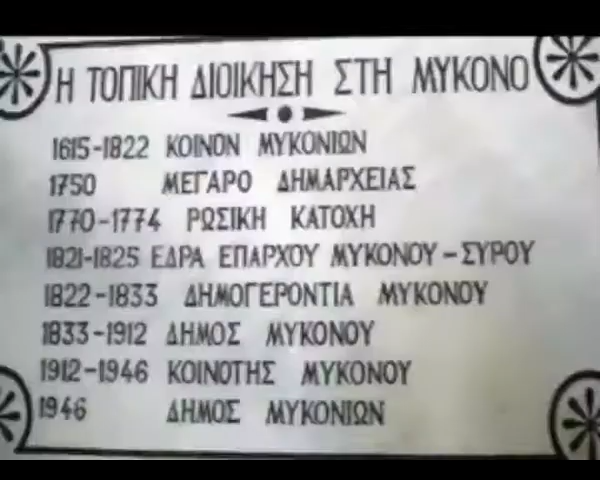 Η ΤΟΠΙΚΗ ΔΙΟΙΚΗΣΗ ΣΤΗ ΜΥΚΟΝΟ
1615-1822 ΚΟΙΝΟΝ ΜΥΚΟΝΙΩΝ
1750 ΜΕΓΑΡΟ ΔΗΜΑΡΧΕΙΑΣ
1770-1774 ΡΩΣΙΚΗ ΚΑΤΟΧΗ
1821-1825 ΕΔΡΑ ΕΠΑΡΧΟΥ ΜΥΚΟΝΟΥ-ΣΥΡΟΥ
1822-1833 ΔΗΜΟΓΕΡΟΝΤΙΑ ΜΥΚΟΝΟΥ
1833-1912 ΔΗΜΟΣ ΜΥΚΟΝΟΥ
1912-1946 ΚΟΙΝΟΤΗΣ ΜΥΚΟΝΟΥ
1946 ΔΗΜΟΣ ΜΥΚΟΝΙΩΝ